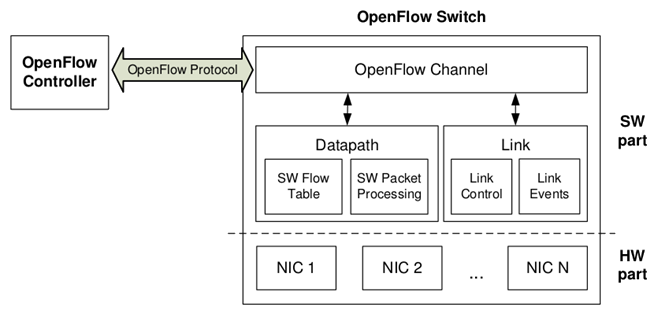 OpenFlow Switch
OpenFlow
Controller
OpenFlow Protocol
OpenFlow Channel
SW
part
Datapath
SW Flow
Table
SW Packet
Processing
Link
Link
Control
Link
Events
NIC 1
NIC 2
...
NIC N
HW
part